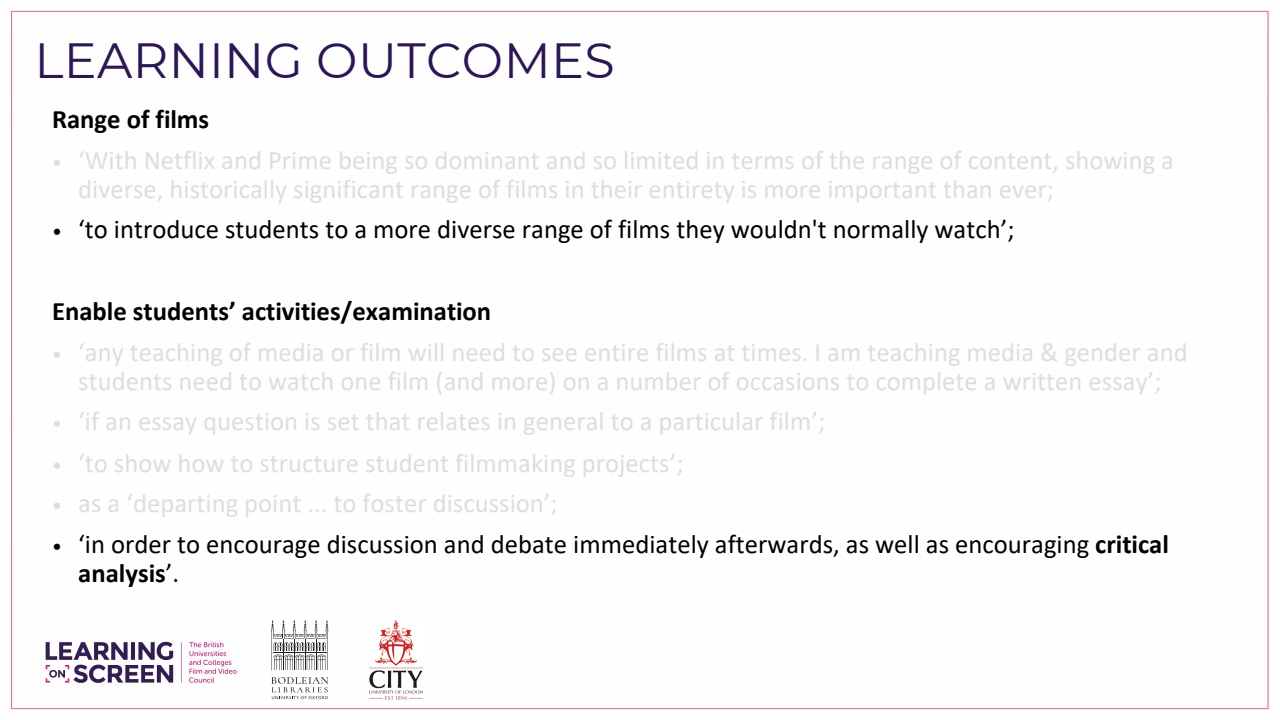 LEARNING OUTCOMES
Range of films
• ‘With Netflix and Prime being so dominant and so limited in terms of the range of content, showing a
diverse, historically significant range of films in their entirety is more important than ever;
• ‘to introduce students to a more diverse range of films they wouldn't normally watch’;
Enable students’ activities/examination
• ‘any teaching of media or film will need to see entire films at times. I am teaching media & gender and
students need to watch one film (and more) on a number of occasions to complete a written essay’;
• ‘if an essay question is set that relates in general to a particular film’;
• ‘to show how to structure student filmmaking projects’;
• as a ‘departing point ... to foster discussion’;
• ‘in order to encourage discussion and debate immediately afterwards, as well as encouraging critical
analysis’.
LEARNING
ON SCREEN
The British
Universities
and Colleges
Film and Video
Council
BODLEIAN
LIBRARIES
UNIVERSITY OF OXFORD
CITY
UNIVERSITY OF LONDON
EST 1894